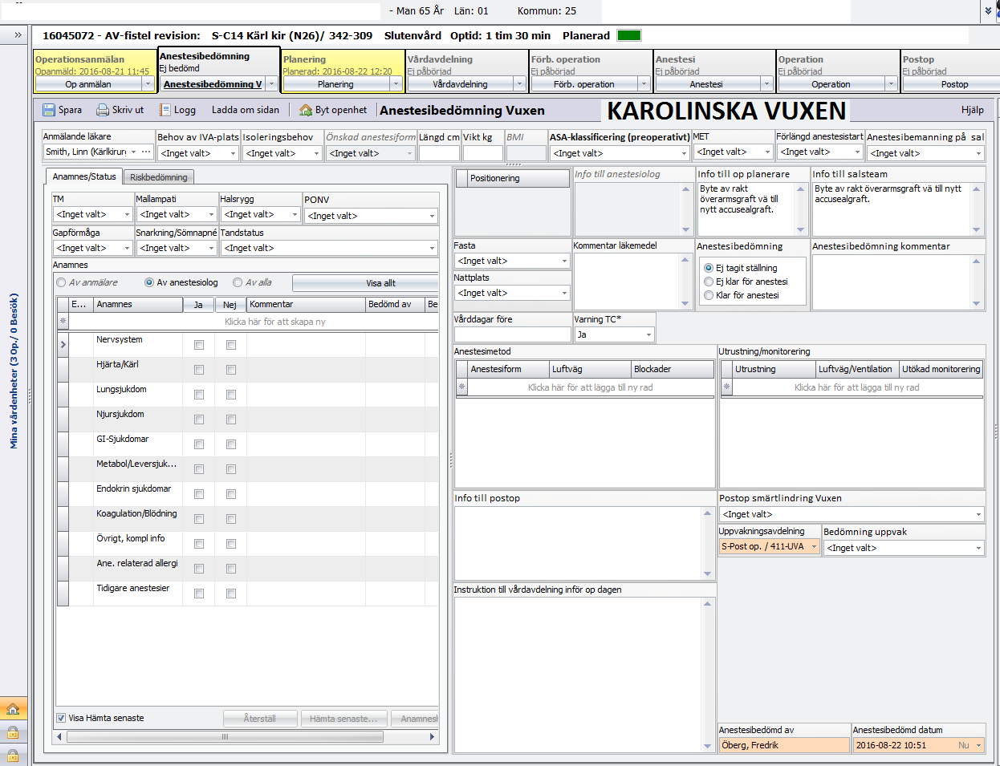 - Man 65 År Län: 01 Kommun: 25
16045072 - AV-fistel revision: S-C14 Kärl kir (N26)/ 342-309 Slutenvård Optid: 1 tim 30 min Planerad
Operationsanmälan
Opanmäld: 2016-08-21 11:45
Op anmälan
Anestesibedömning
Ej bedömd
Anestesibedömning V
Planering
Planerad: 2016-08-22 12:20
Planering
Vårdavdelning
Ej påbörjad
Vårdavdelning
Förb. operation
Ej påbörjad
Förb. operation
Anestesi
Ej påbörjad
Anestesi
Operation
Ej påbörjad
Operation
Postop
Ej påbörjad
Postop
Spara Skriv ut Logg Ladda om sidan Byt openhet Anestesibedömning Vuxen KAROLINSKA VUXEN Hjälp
Anmälande läkare
Smith, Linn (Kärlkirurg
Behov av IVA-plats
<Inget valt>
Isoleringsbehov
<Inget valt>
Önskad anestesiform
<Inget valt>
Längd cm
Vikt kg
BMI
ASA-klassificering (preoperativt)
<Inget valt>
MET
<Inget valt>
Förlängd anestesistart
<Inget valt>
Anestesibemanning på sal
<Inget valt>
Mina vårdenheter (3 Op./ 0 Besök)
Anamnes/Status Riskbedömning
TM
<Inget valt>
Mallampati
<Inget valt>
Halsrygg
<Inget valt>
PONV
<Inget valt>
Gapförmåga
<Inget valt>
Snarkning/Sömnapné
<Inget valt>
Tandstatus
<Inget valt>
Anamnes
Av anmälare Av anestesiolog Av alla Visa allt
E... Anamnes Ja Nej Kommentar Bedömd av Be
Klicka här för att skapa ny
Nervsystem
Hjärta/Kärl
Lungsjukdom
Njursjukdom
GI-Sjukdomar
Metabol/Leversjuk...
Endokrin sjukdomar
Koagulation/Blödning
Övrigt, kompl info
Ane. relaterad allergi
Tidigare anestesier
Visa Hämta senaste Återställ Hämta senaste... Anamnesl
Positionering
Info till anestesiolog
Info till op planerare
Byte av rakt
överarmsgraft vä till
nytt accusealgraft.
Info till salsteam
Byte av rakt överarmsgraft vä till nytt
accusealgraft.
Fasta
<Inget valt>
Nattplats
<Inget valt>
Kommentar läkemedel
Anestesibedömning
Ej tagit ställning
Ej klar för anestesi
Klar för anestesi
Anestesibedömning kommentar
Vårddagar före
Varning TC*
Ja
Anestesimetod
Anestesiform Luftväg Blockader
Klicka här för att lägga till ny rad
Utrustning/monitorering
Utrustning Luftväg/Ventilation Utökad monitorering
Klicka här för att lägga till ny rad
Info till postop
Postop smärtlindring Vuxen
<Inget valt>
Uppvakningsavdelning
S-Post op. / 411-UVA
Bedömning uppvak
<Inget valt>
Instruktion till vårdavdelning inför op dagen
Anestesibedömd av
Öberg, Fredrik
Anestesibedömd datum
2016-08-22 10:51 Nu